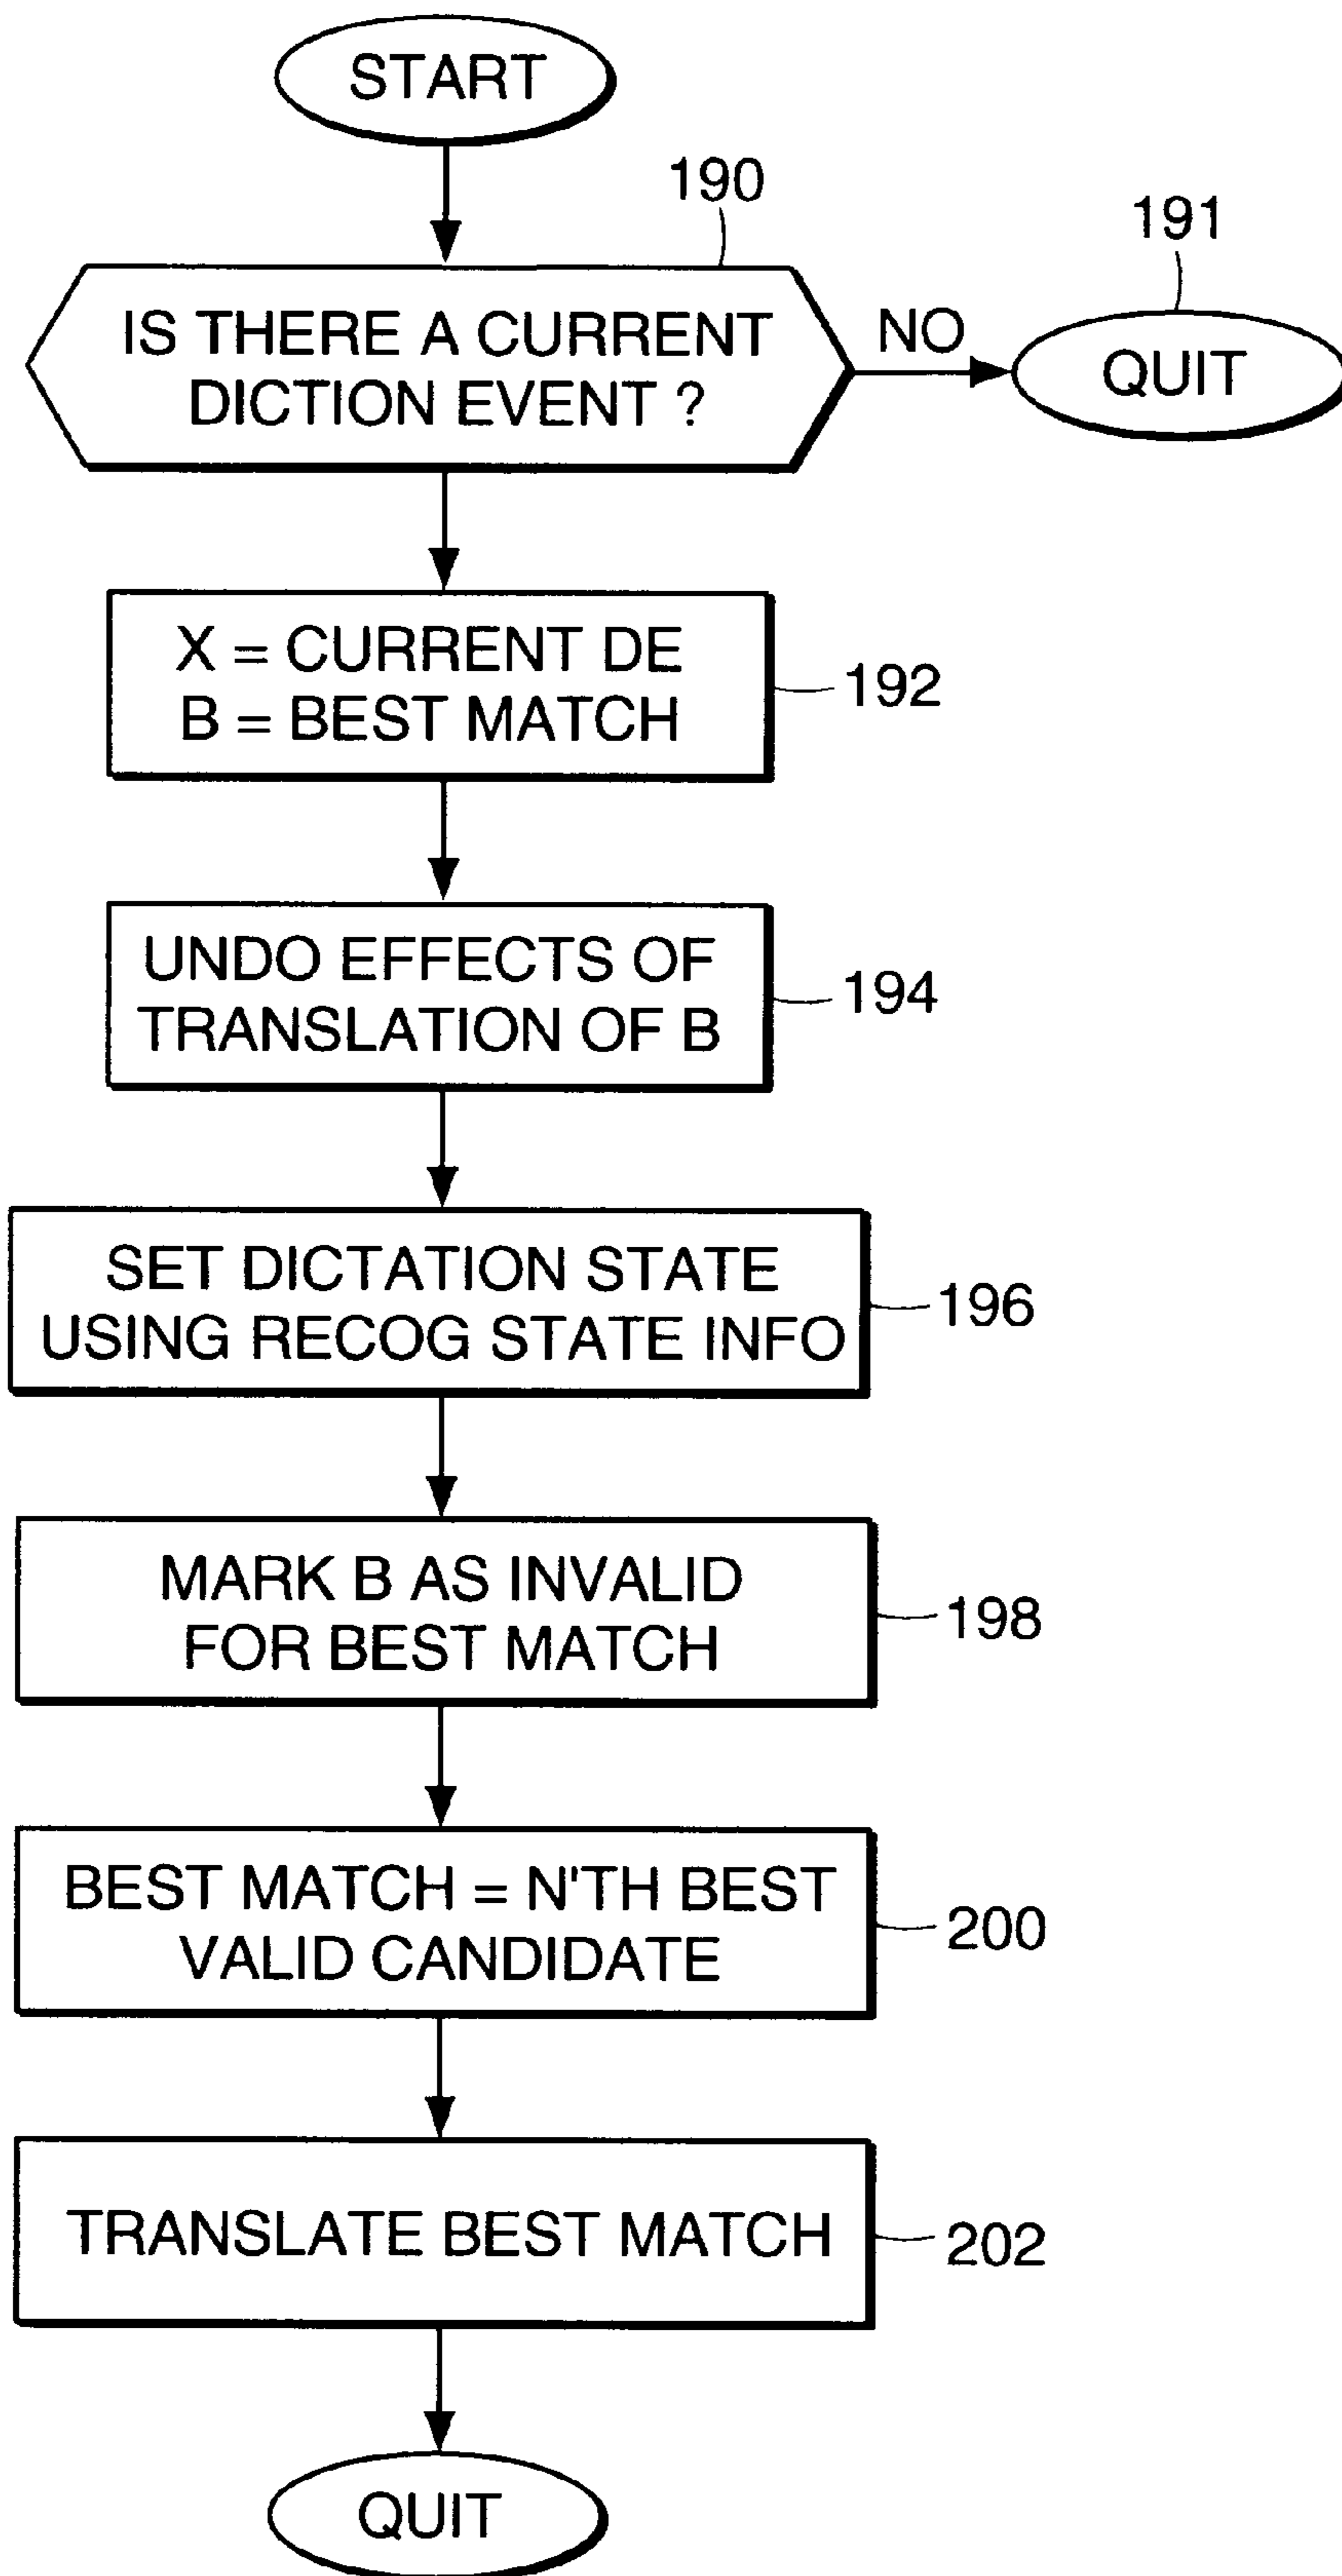 START
190
191
IS THERE A CURRENT
DICTION EVENT ?
NO
QUIT
X = CURRENT DE
B = BEST MATCH
192
UNDO EFFECTS OF
TRANSLATION OF B
194
SET DICTATION STATE
USING RECOG STATE INFO
196
MARK B AS INVALID
FOR BEST MATCH
198
BEST MATCH = N'TH BEST
VALID CANDIDATE
200
TRANSLATE BEST MATCH
202
QUIT